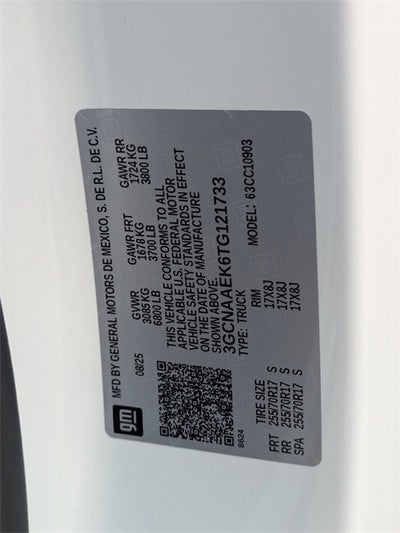 gm
MFD BY GENERAL MOTORS DE MEXICO, S. DE R.L. DE C.V.
08/25
GVWR GAWR FRT GAWR RR
3085 KG 1678 KG 1724 KG
6800 LB 3700 LB 3800 LB
THIS VEHICLE CONFORMS TO ALL
APPLICABLE U.S. FEDERAL MOTOR
VEHICLE SAFETY STANDARDS IN EFFECT
ON THE DATE OF MANUFACTURE
SHOWN ABOVE.
3GCNAAEK6TG121733
TYPE: TRUCK MODEL: 63CC10903
8624
TIRE SIZE RIM
FRT 255/70R17 S 17X8J
RR 255/70R17 S 17X8J
SPA 255/70R17 S 17X8J